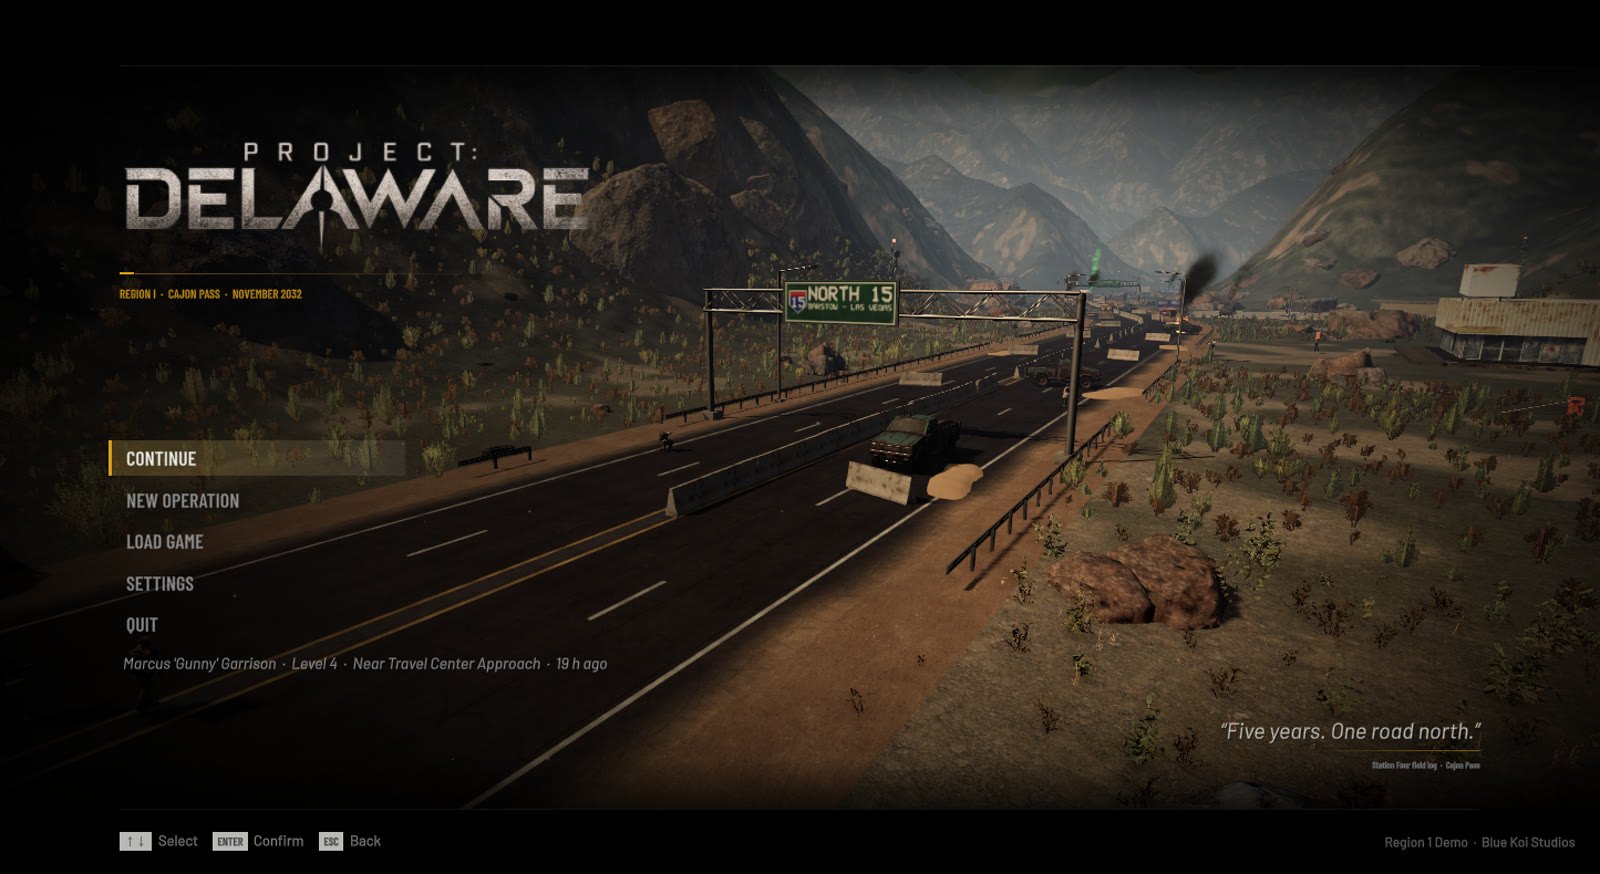 PROJECT:
DELAWARE
REGION I · CAJON PASS · NOVEMBER 2032
15 NORTH 15
BARSTOW - LAS VEGAS
CONTINUE
NEW OPERATION
LOAD GAME
SETTINGS
QUIT
Marcus 'Gunny' Garrison · Level 4 · Near Travel Center Approach · 19 h ago
“Five years. One road north.”
Station Four field log · Cajon Pass
↑ ↓ Select ENTER Confirm ESC Back
Region 1 Demo · Blue Koi Studios